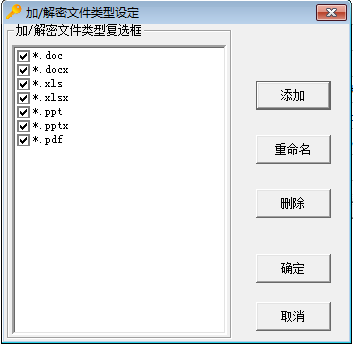 加/解密文件类型设定
加/解密文件类型复选框
*.doc
*.docx
*.xls
*.xlsx
*.ppt
*.pptx
*.pdf
添加
重命名
删除
确定
取消